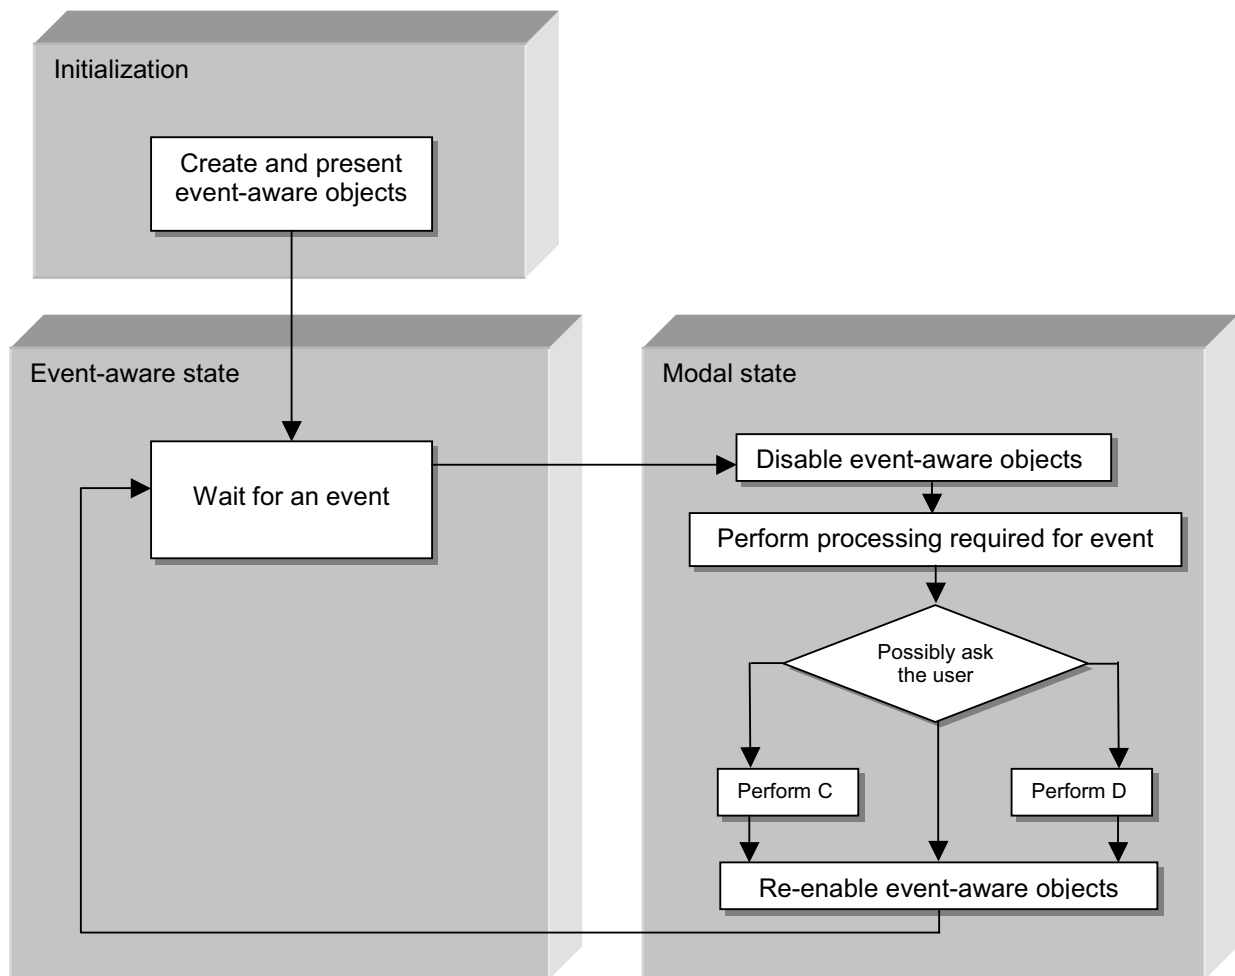 Initialization
Create and present
event-aware objects
Event-aware state
Wait for an event
Modal state
Disable event-aware objects
Perform processing required for event
Possibly ask
the user
Perform C
Perform D
Re-enable event-aware objects